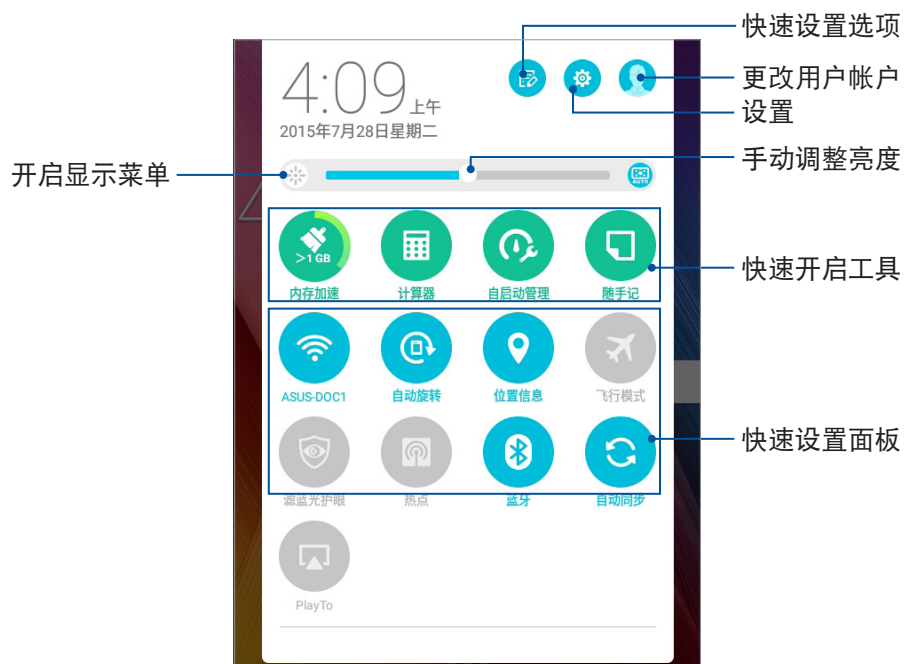 快速设置选项
更改用户帐户
设置
手动调整亮度
开启显示菜单
快速开启工具
快速设置面板
4:09上午
2015年7月28日星期二
AUTO
>1 GB
内存加速 计算器 自启动管理 随手记
ASUS-DOC1 自动旋转 位置信息 飞行模式
滤蓝光护眼 热点 蓝牙 自动同步
PlayTo